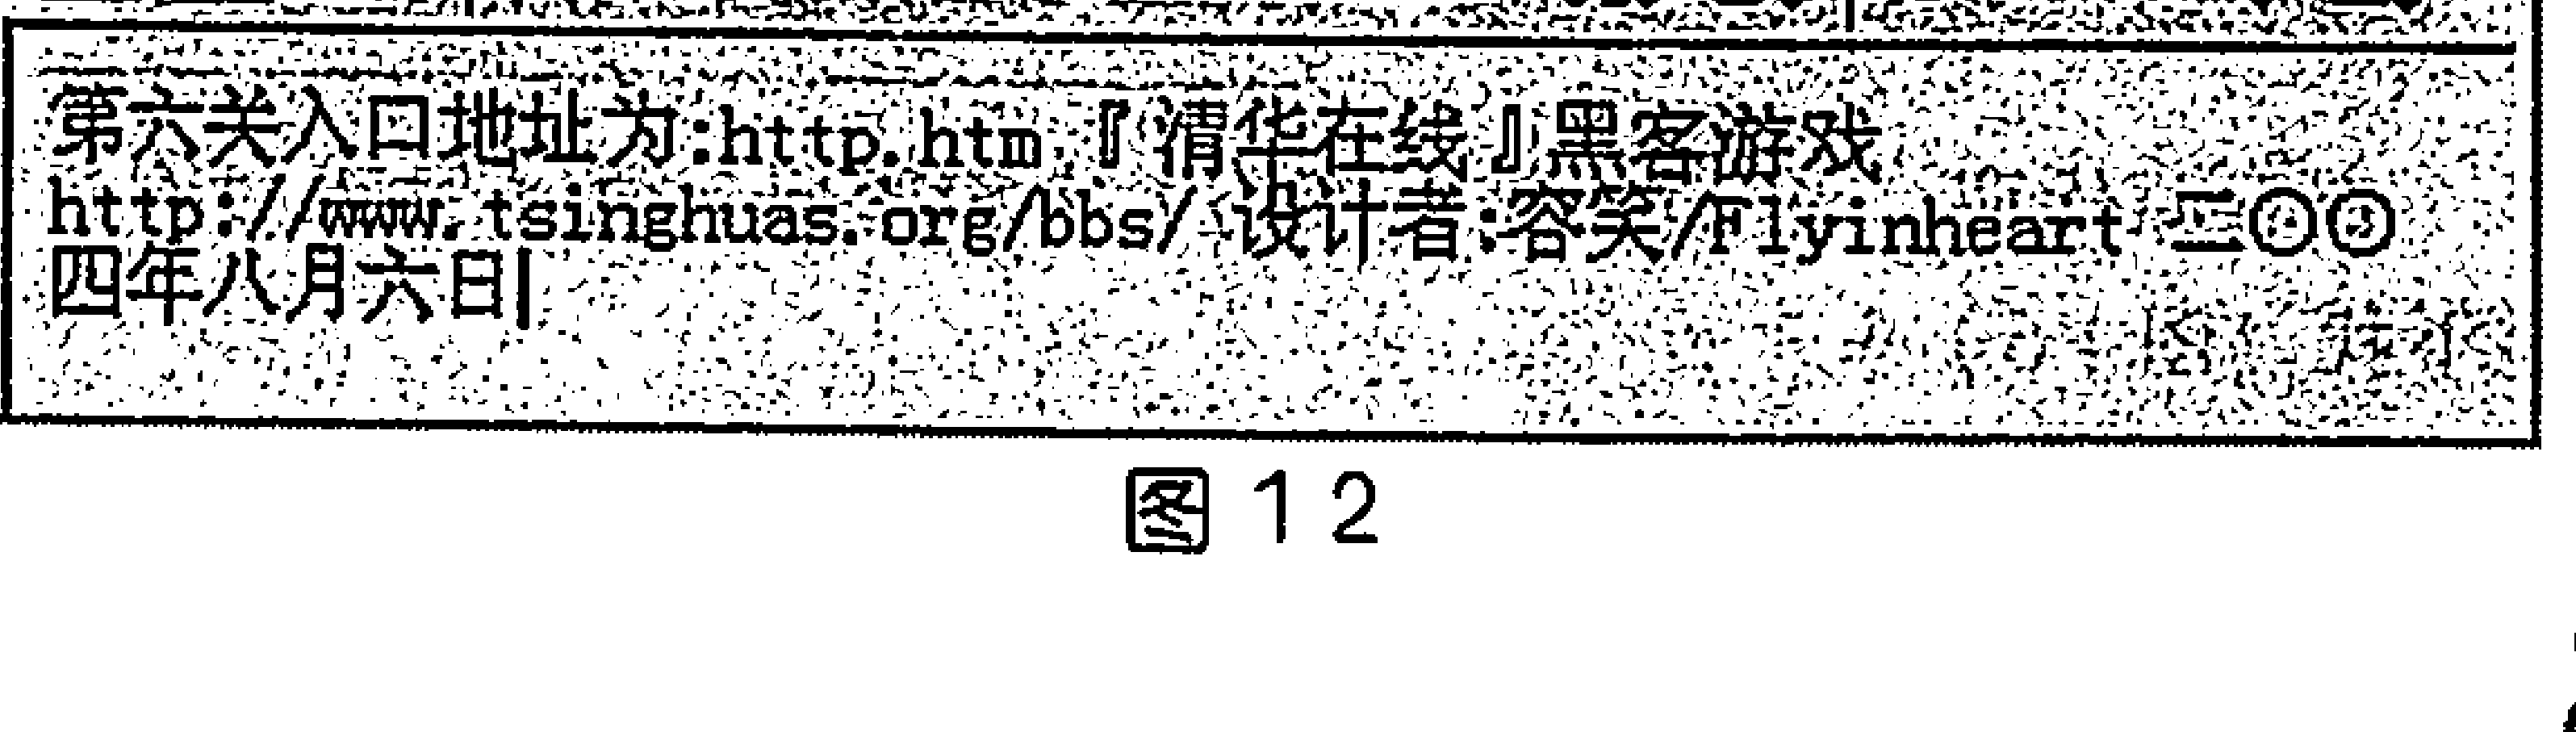 第六关入口地址为:http.htm『清华在线』黑客游戏
http://www.tsinghuas.org/bbs/ 设计者:容笑/Flyinheart 二〇〇
四年八月六日
图12